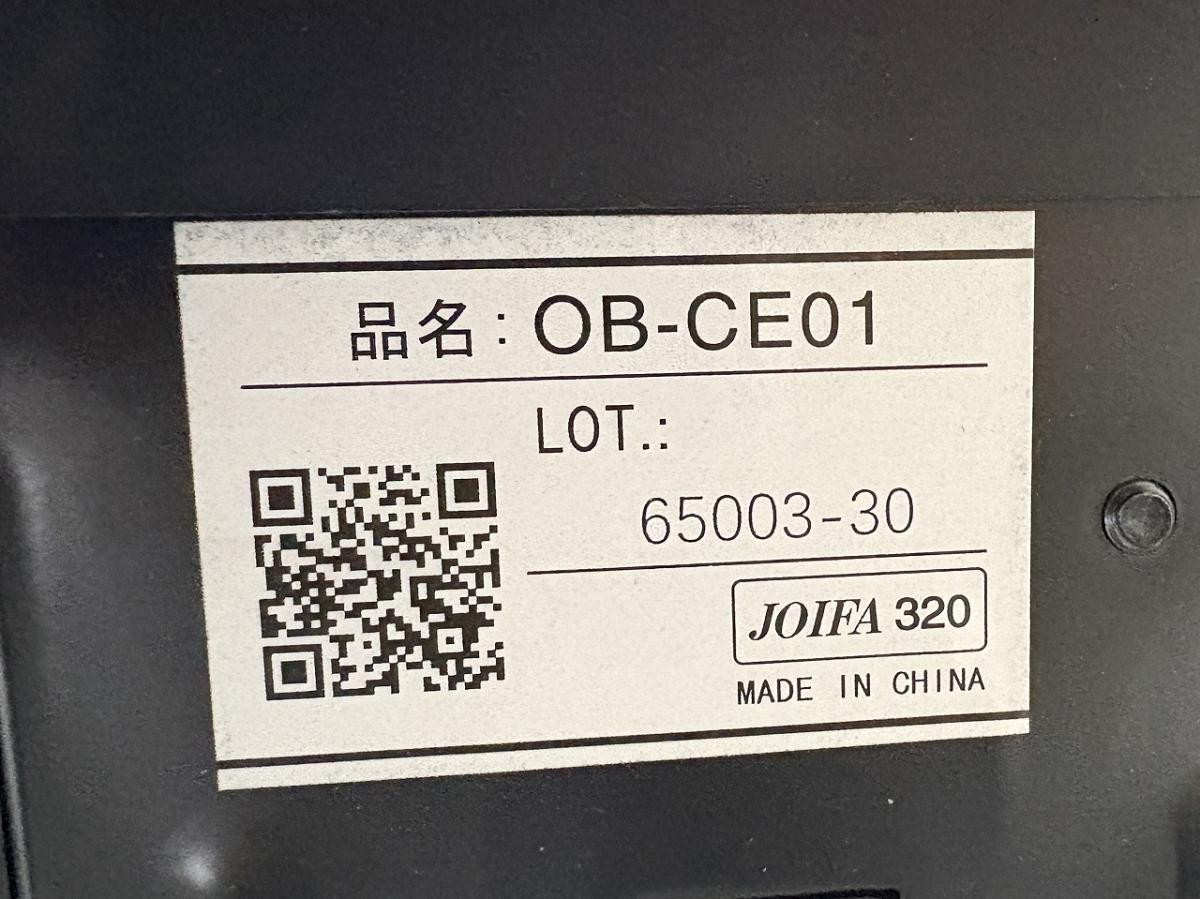 品名：OB-CE01
LOT.:
65003-30
JOIFA 320
MADE IN CHINA